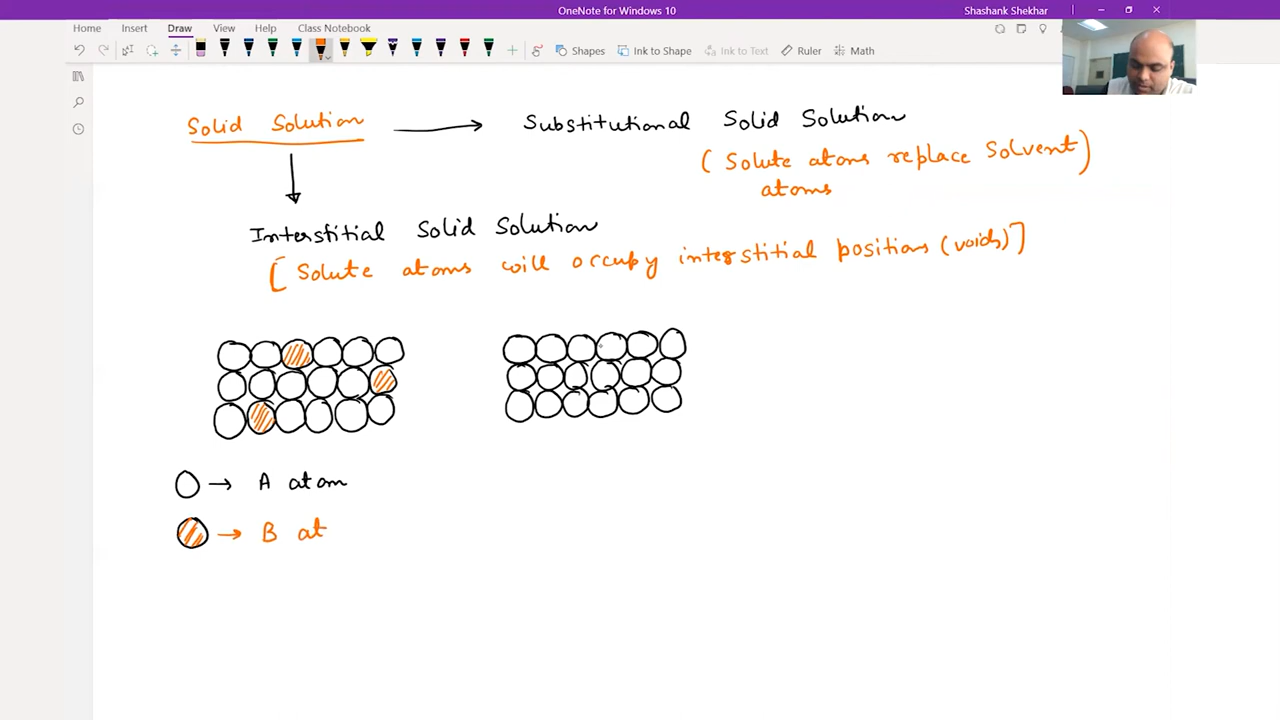 OneNote for Windows 10
Shashank Shekhar
Home Insert Draw View Help Class Notebook
Shapes Ink to Shape Ink to Text Ruler Math
Solid Solution → Substitutional Solid Solution
(Solute atoms replace Solvent)
atoms
Interstitial Solid Solution
[Solute atoms will occupy interstitial positions (voids)]
→ A atom
→ B at